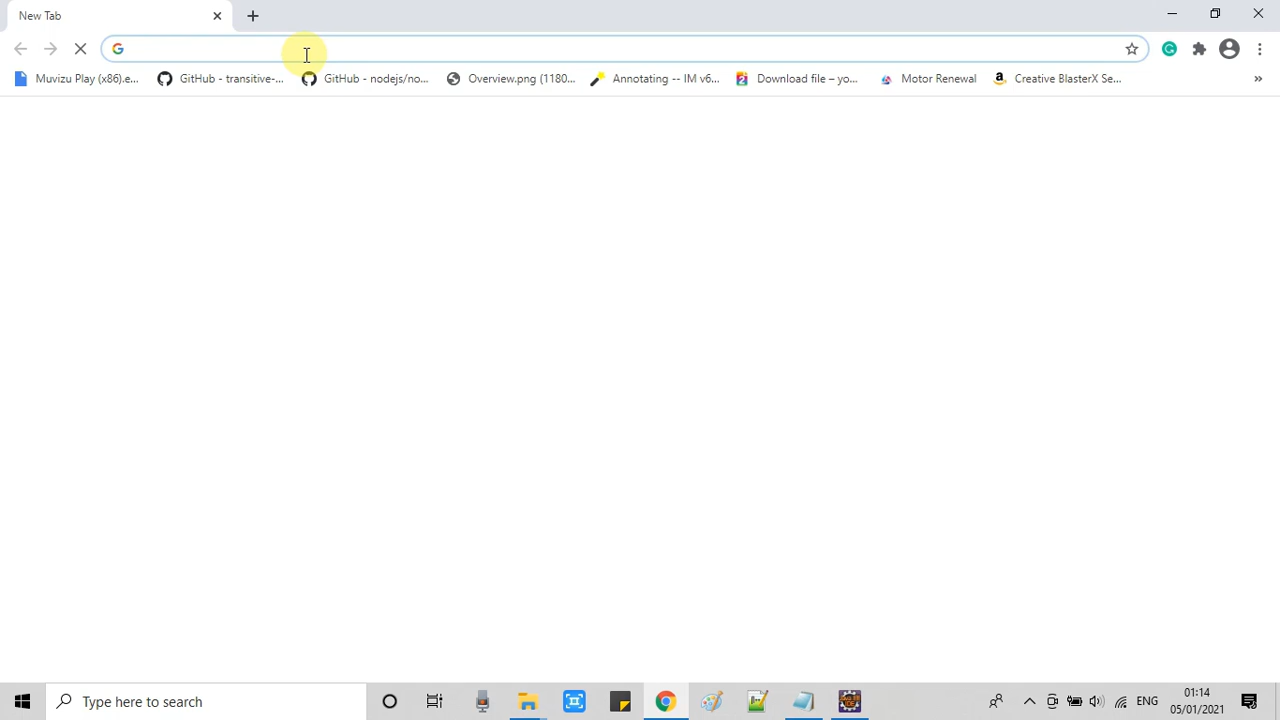 New Tab
Muvizu Play (x86).e...
GitHub - transitive-...
GitHub - nodejs/no...
Overview.png (1180...
Annotating -- IM v6...
Download file – yo...
Motor Renewal
Creative BlasterX Se...
»
Type here to search
ENG
01:14
05/01/2021